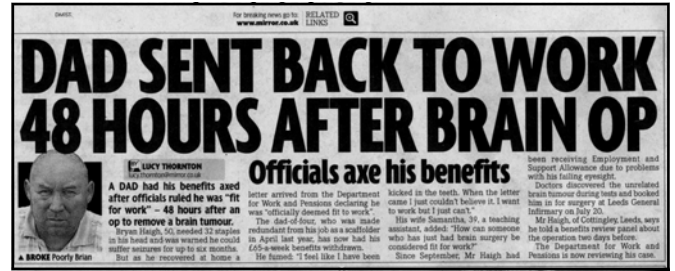 For breaking news go to:
www.mirror.co.uk
RELATED
LINKS
DAD SENT BACK TO WORK
48 HOURS AFTER BRAIN OP
BROKE Poorly Brian
LUCY THORNTON
lucy.thornton@mirror.co.uk
A DAD had his benefits axed
after officials ruled he was "fit
for work" – 48 hours after an
op to remove a brain tumour.
Bryan Haigh, 50, needed 32 staples
in his head and was warned he could
suffer seizures for up to six months.
But as he recovered at home a
Officials axe his benefits
letter arrived from the Department
for Work and Pensions declaring he
was "officially deemed fit to work".
The dad-of-four, who was made
redundant from his job as a scaffolder
in April last year, has now had his
£65-a-week benefits withdrawn.
He fumed: "I feel like I have been
kicked in the teeth. When the letter
came I just couldn't believe it. I want
to work but I just can't."
His wife Samantha, 39, a teaching
assistant, added: "How can someone
who has just had brain surgery be
considered fit for work?"
Since September, Mr Haigh had
been receiving Employment and
Support Allowance due to problems
with his failing eyesight.
Doctors discovered the unrelated
brain tumour during tests and booked
him in for surgery at Leeds General
Infirmary on July 20.
Mr Haigh, of Cottingley, Leeds, says
he told a benefits review panel about
the operation two days before.
The Department for Work and
Pensions is now reviewing his case.